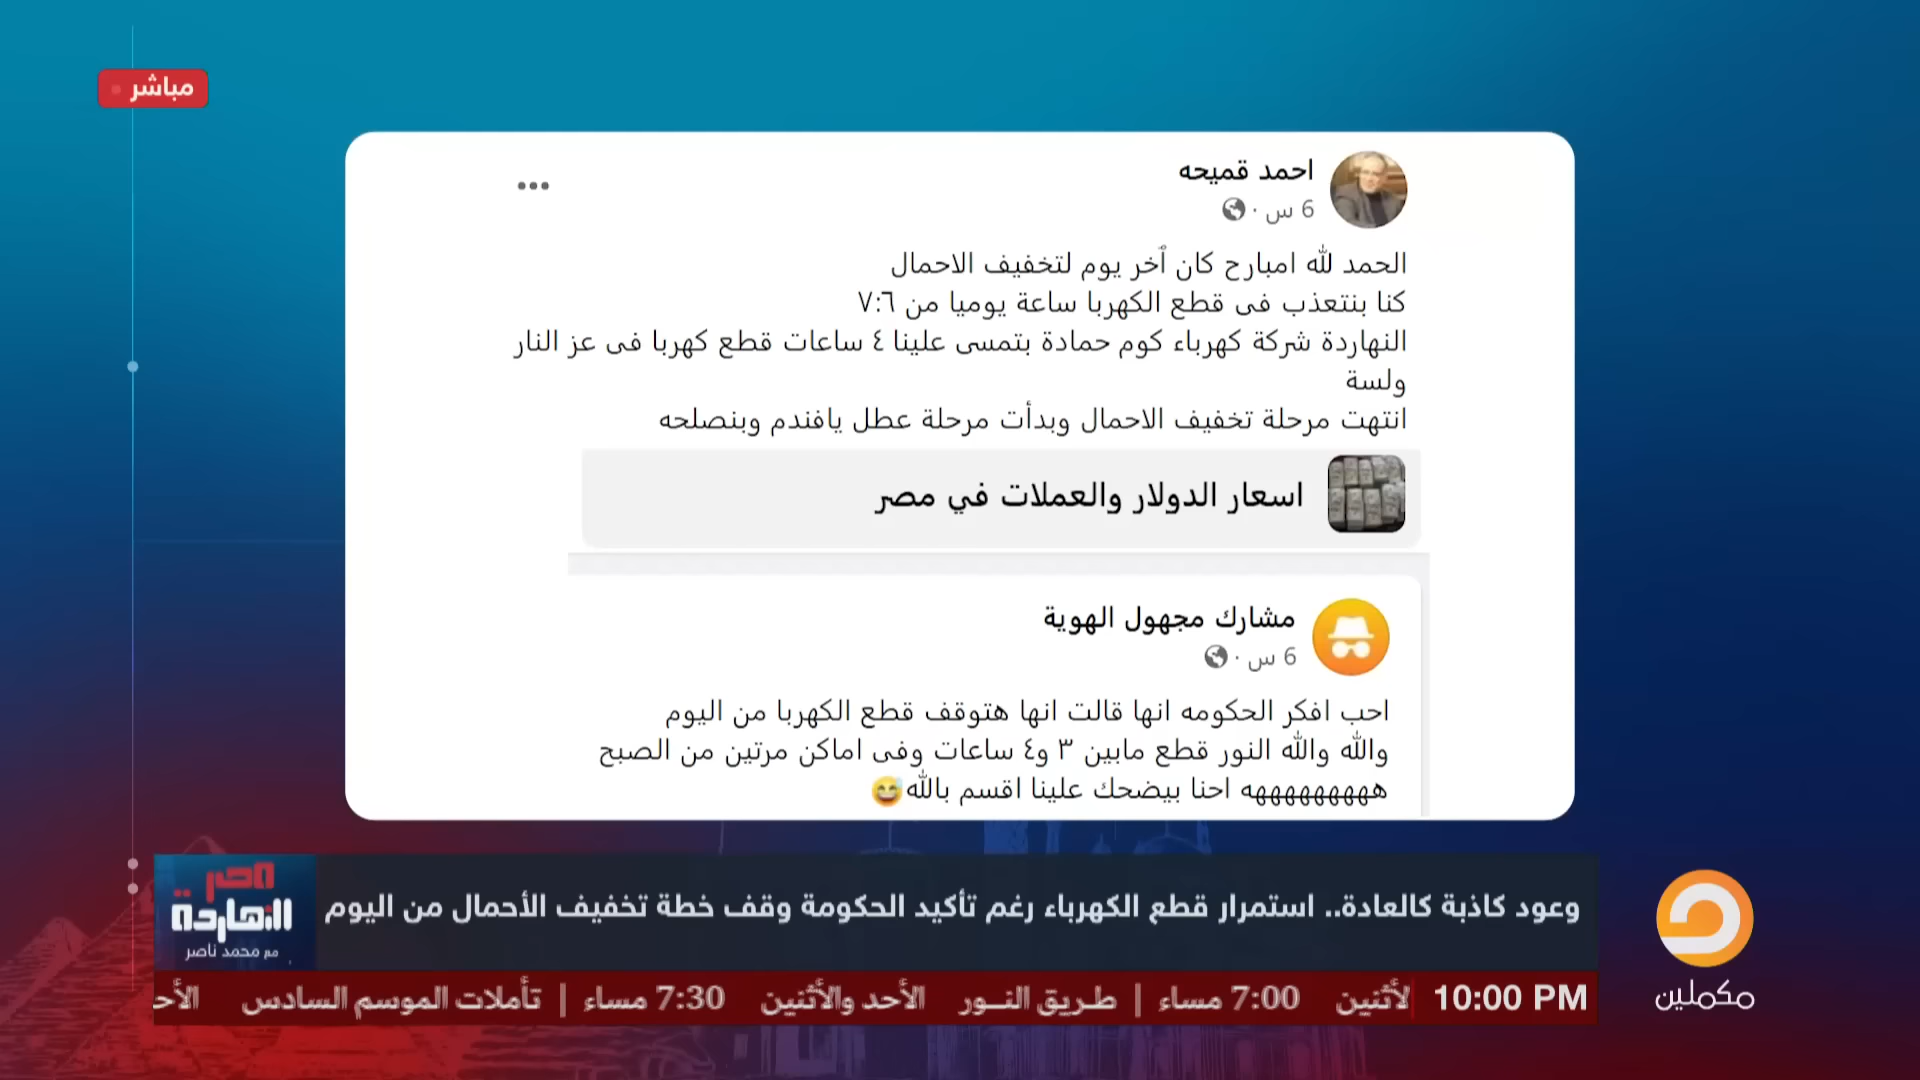 مباشر
احمد قميحه
6 س
الحمد لله امبارح كان آخر يوم لتخفيف الاحمال
كنا بنتعذب فى قطع الكهربا ساعة يوميا من ٧:٦
النهاردة شركة كهرباء كوم حمادة بتمسى علينا ٤ ساعات قطع كهربا فى عز النار
ولسة
انتهت مرحلة تخفيف الاحمال وبدأت مرحلة عطل يافندم وبنصلحه
اسعار الدولار والعملات في مصر
مشارك مجهول الهوية
6 س
احب افكر الحكومه انها قالت انها هتوقف قطع الكهربا من اليوم
والله والله النور قطع مابين ٣ و٤ ساعات وفى اماكن مرتين من الصبح
هههههههههه احنا بيضحك علينا اقسم بالله😅
وعود كاذبة كالعادة.. استمرار قطع الكهرباء رغم تأكيد الحكومة وقف خطة تخفيف الأحمال من اليوم
مصر
النهاردة
مع محمد ناصر
10:00 PM
لأثنين 7:00 مساء | طريق النور الأحد والأثنين 7:30 مساء | تأملات الموسم السادس الأح
مكملين